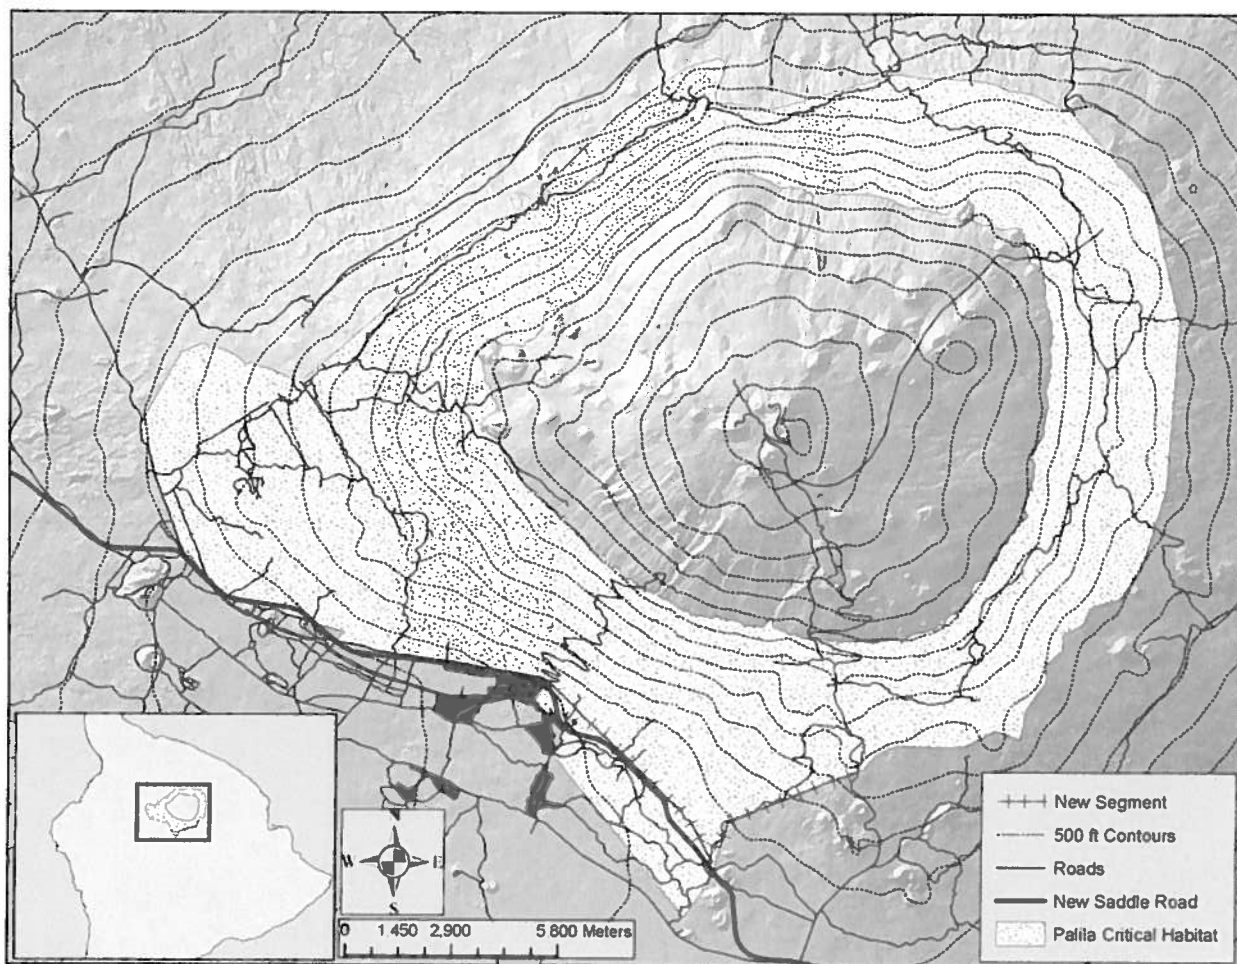 N
W E
S
0 1 450 2,900 5 800 Meters
New Segment
500 ft Contours
Roads
New Saddle Road
Palila Critical Habitat